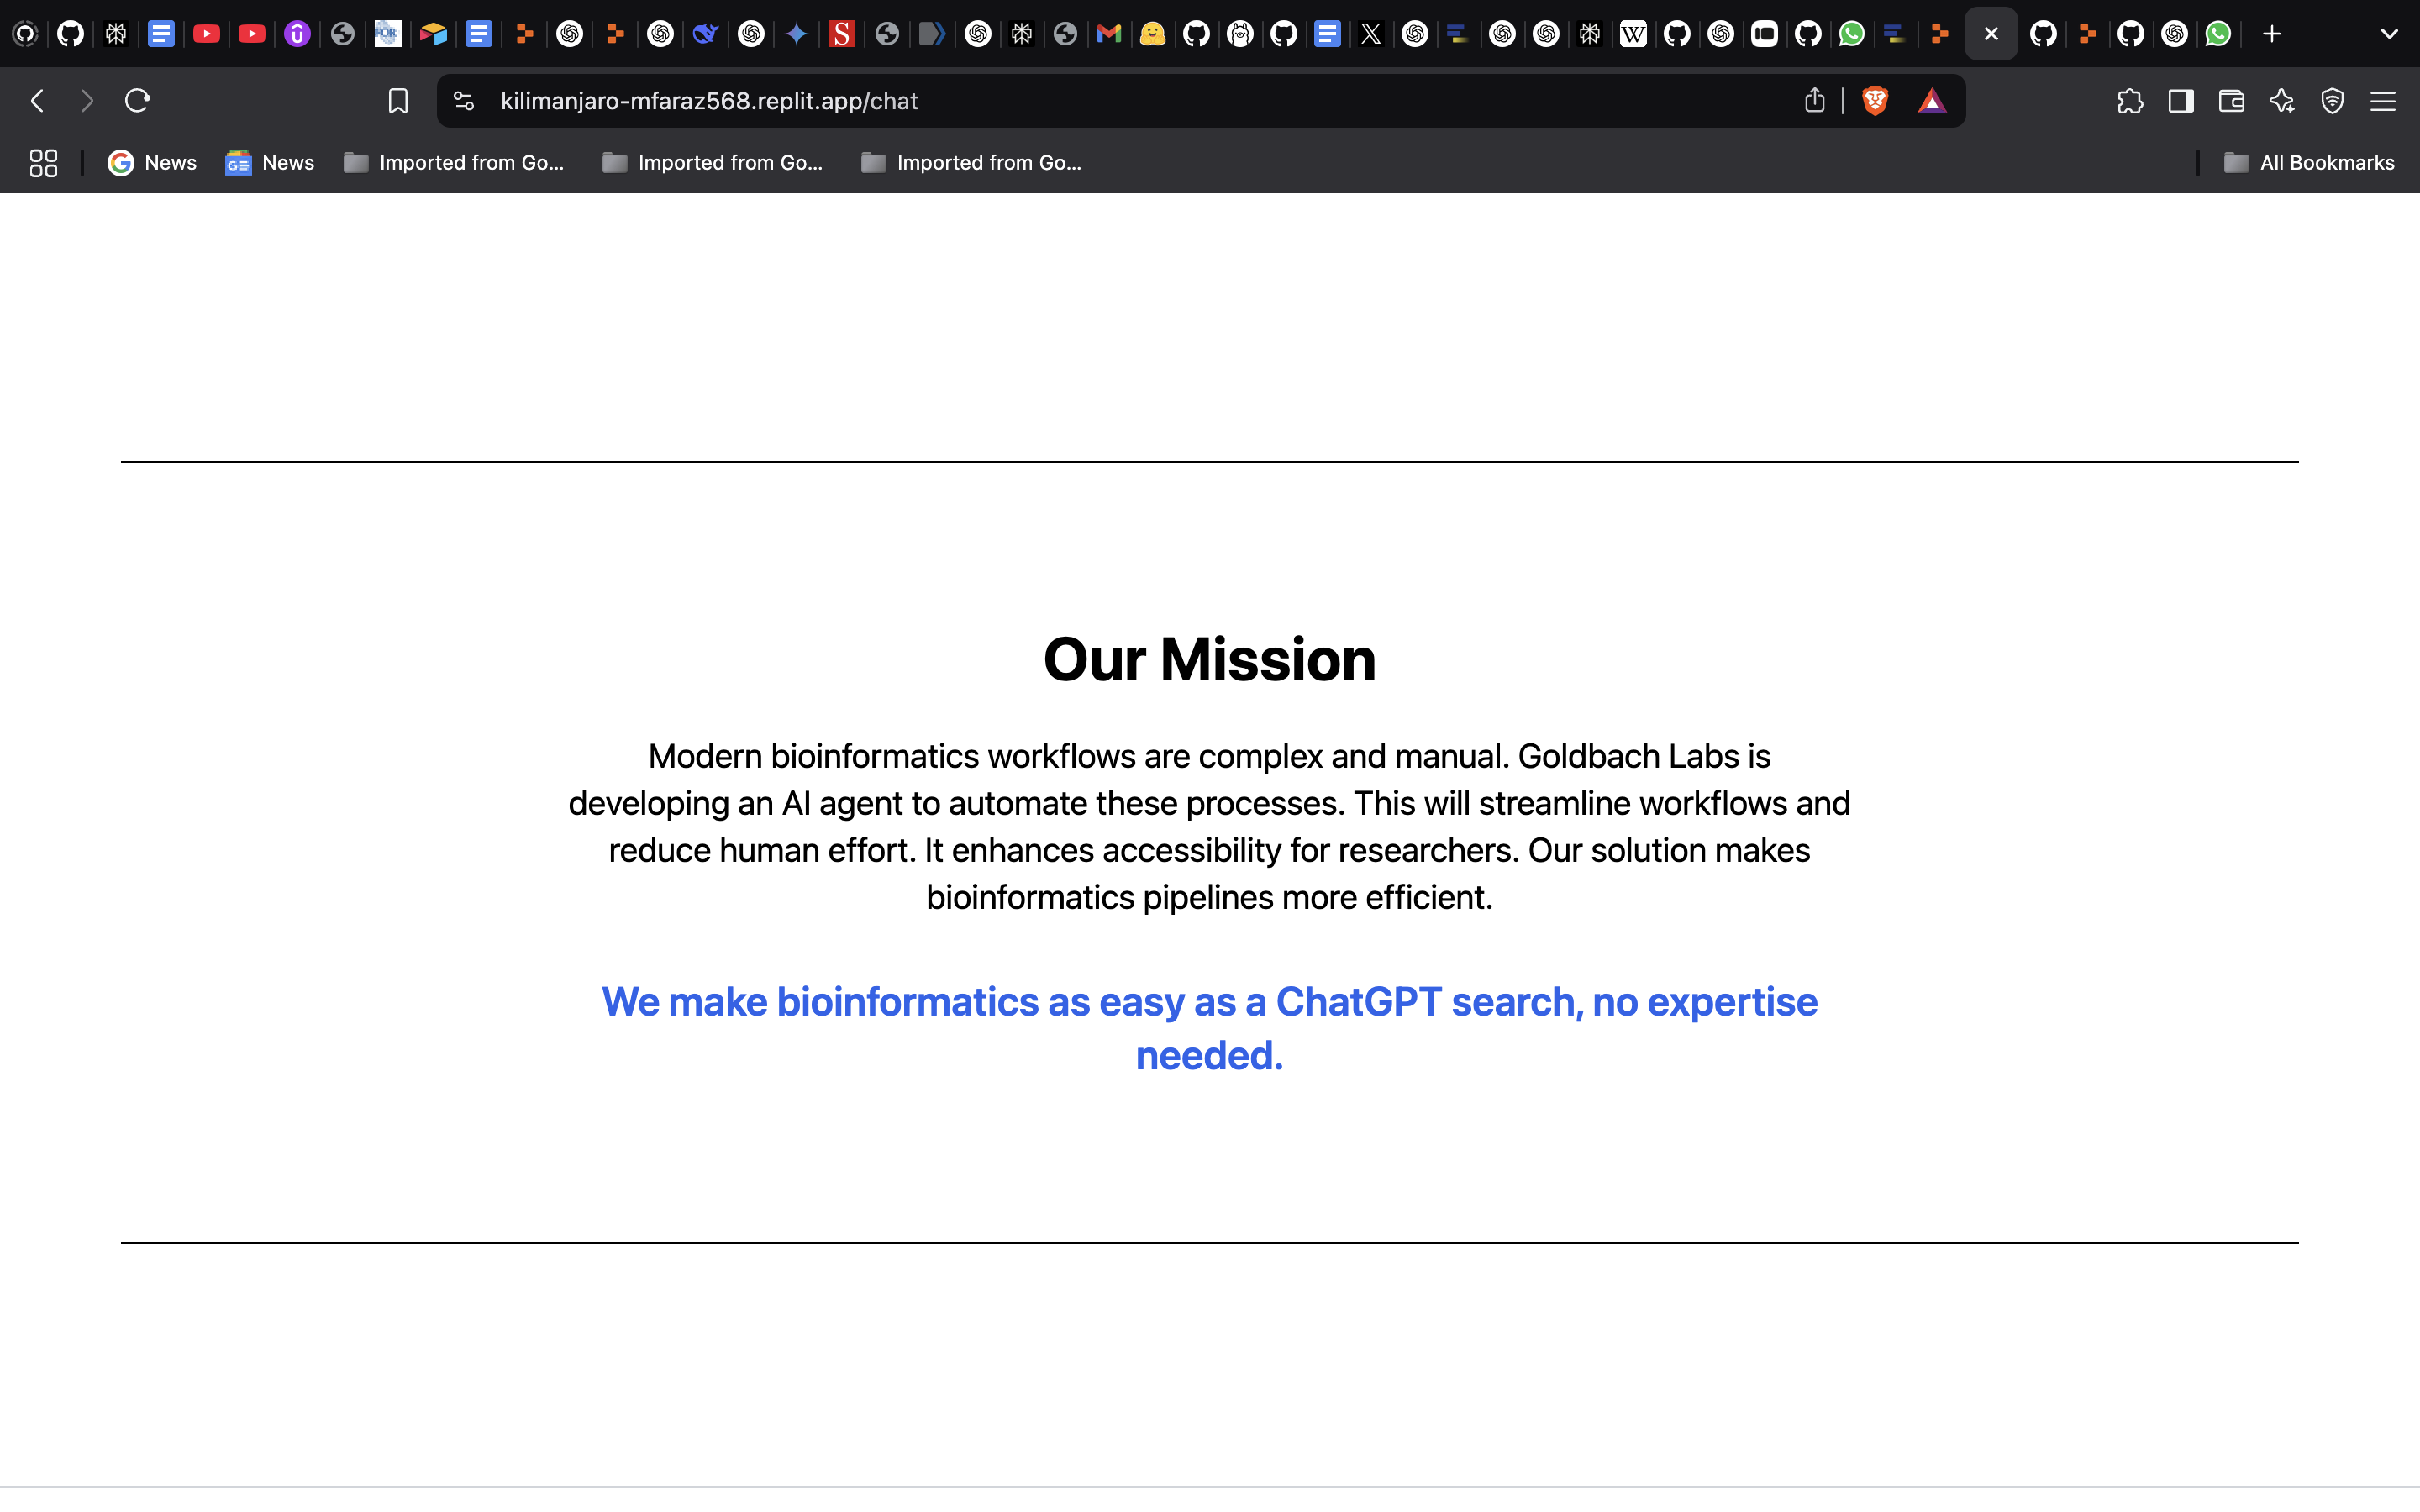 kilimanjaro-mfaraz568.replit.app/chat
News
News
Imported from Go...
Imported from Go...
Imported from Go...
All Bookmarks
Our Mission
Modern bioinformatics workflows are complex and manual. Goldbach Labs is
developing an AI agent to automate these processes. This will streamline workflows and
reduce human effort. It enhances accessibility for researchers. Our solution makes
bioinformatics pipelines more efficient.
We make bioinformatics as easy as a ChatGPT search, no expertise
needed.